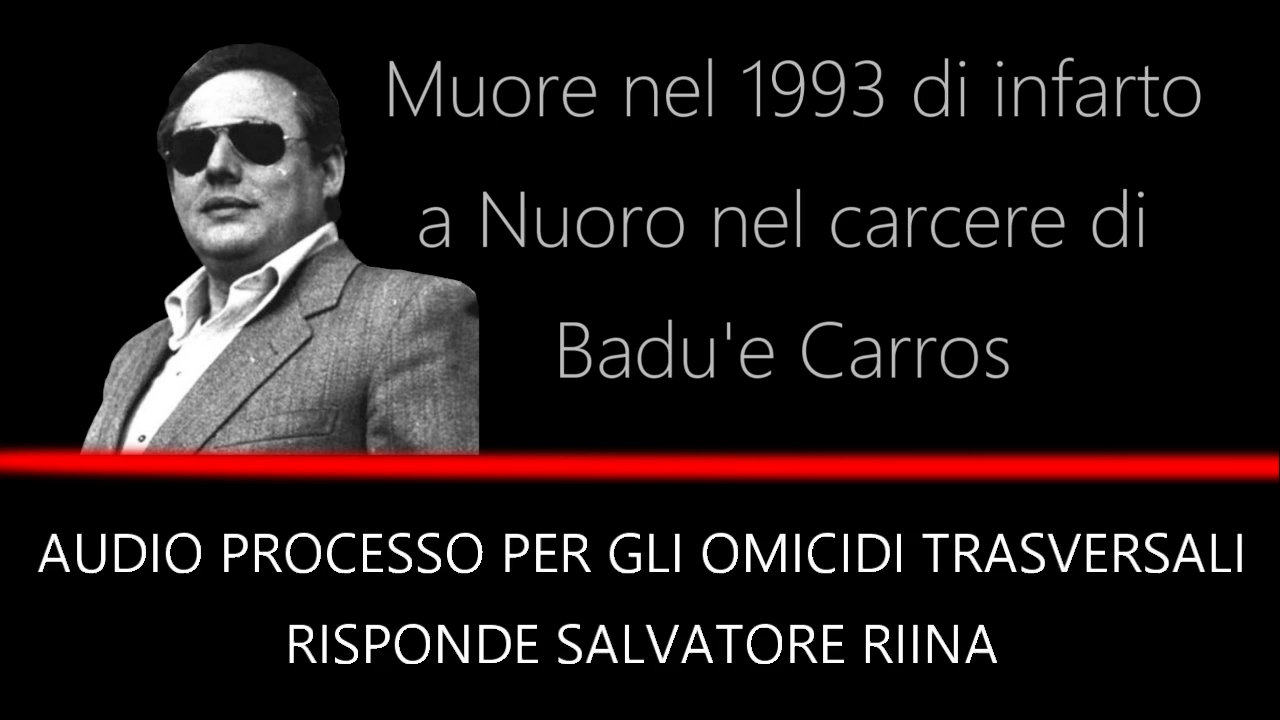 Muore nel 1993 di infarto
a Nuoro nel carcere di
Badu'e Carros
AUDIO PROCESSO PER GLI OMICIDI TRASVERSALI
RISPONDE SALVATORE RIINA